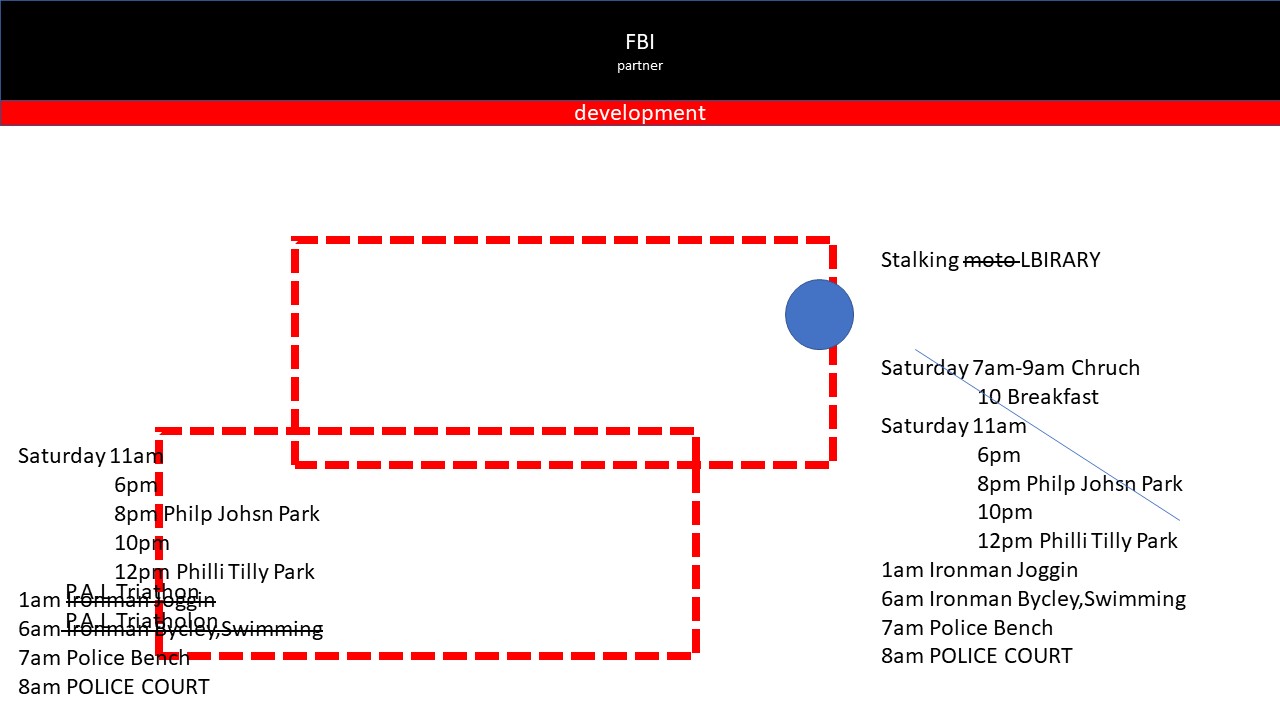 FBI
partner
development
Stalking moto LBIRARY
Saturday 7am-9am Chruch
10 Breakfast
Saturday 11am
6pm
8pm Philp Johsn Park
10pm
12pm Philli Tilly Park
1am Ironman Joggin
6am Ironman Bycley,Swimming
7am Police Bench
8am POLICE COURT
Saturday 11am
6pm
8pm Philp Johsn Park
10pm
12pm Philli Tilly Park
P.A.L Triathon
1am Ironman Joggin
P.A.L Triatholon
6am Ironman Bycley,Swimming
7am Police Bench
8am POLICE COURT